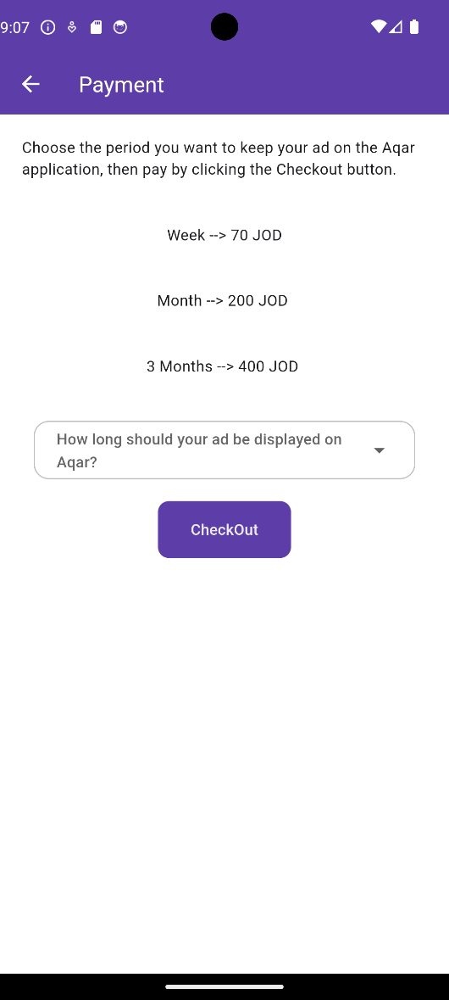 9:07
Payment
Choose the period you want to keep your ad on the Aqar
application, then pay by clicking the Checkout button.
Week --> 70 JOD
Month --> 200 JOD
3 Months --> 400 JOD
How long should your ad be displayed on
Aqar?
CheckOut